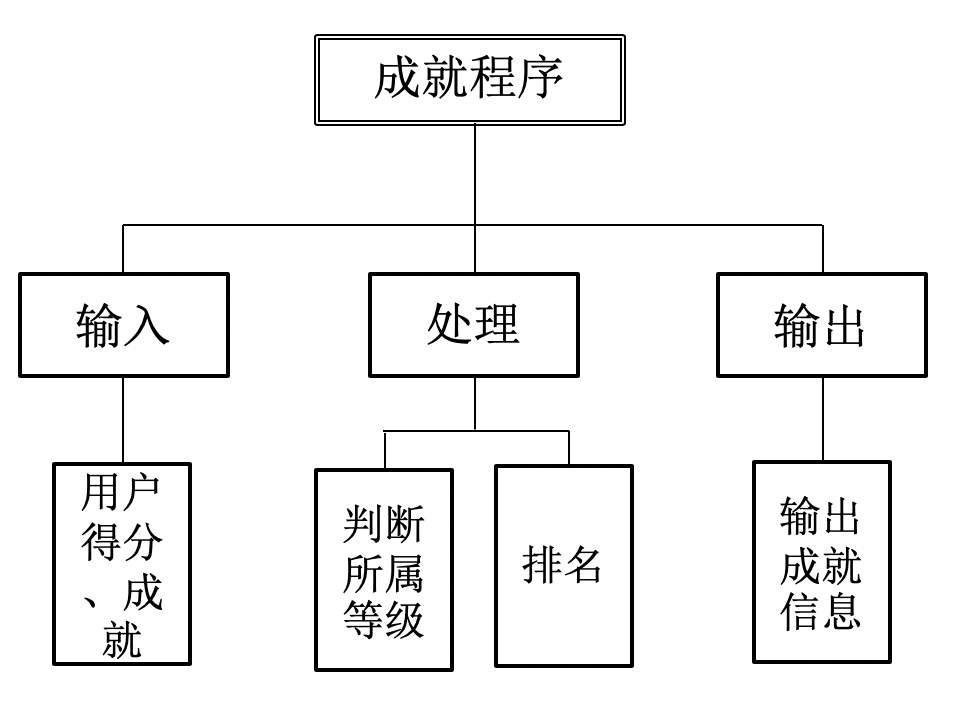 成就程序
输入
处理
输出
用户
得分
、成
就
判断
所属
等级
排名
输出
成就
信息